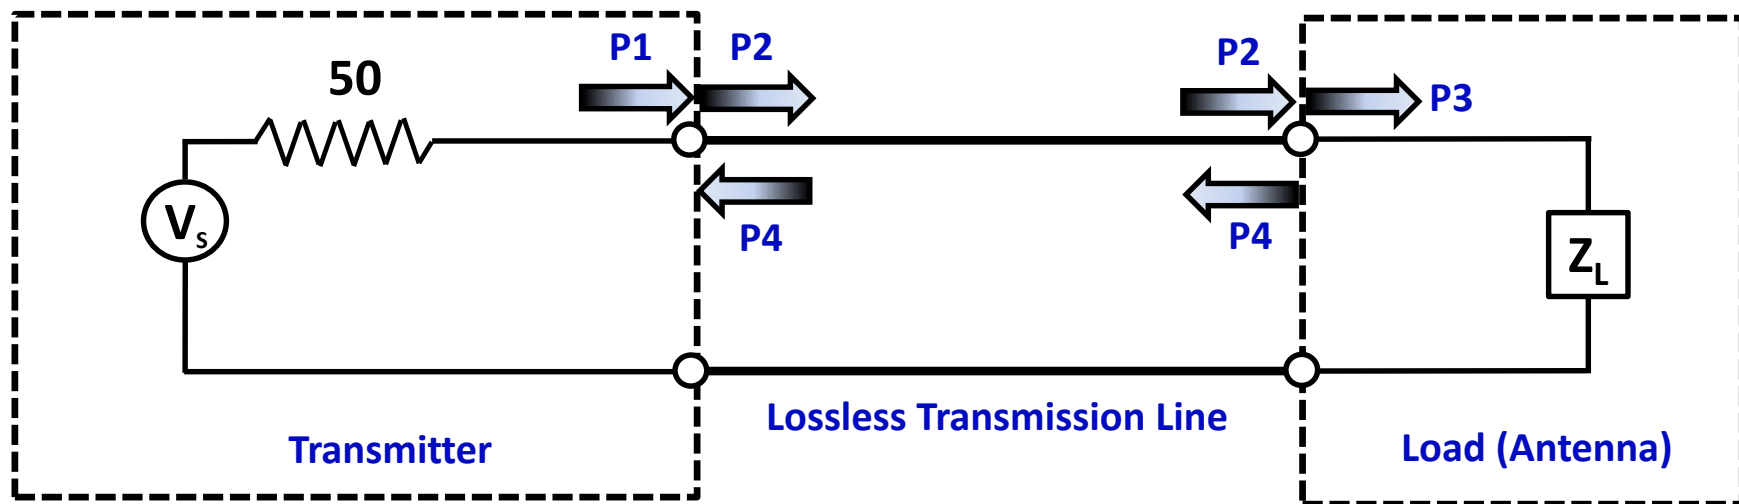 P1
P2
P2
P3
50
P4
P4
Vs
ZL
Lossless Transmission Line
Transmitter
Load (Antenna)